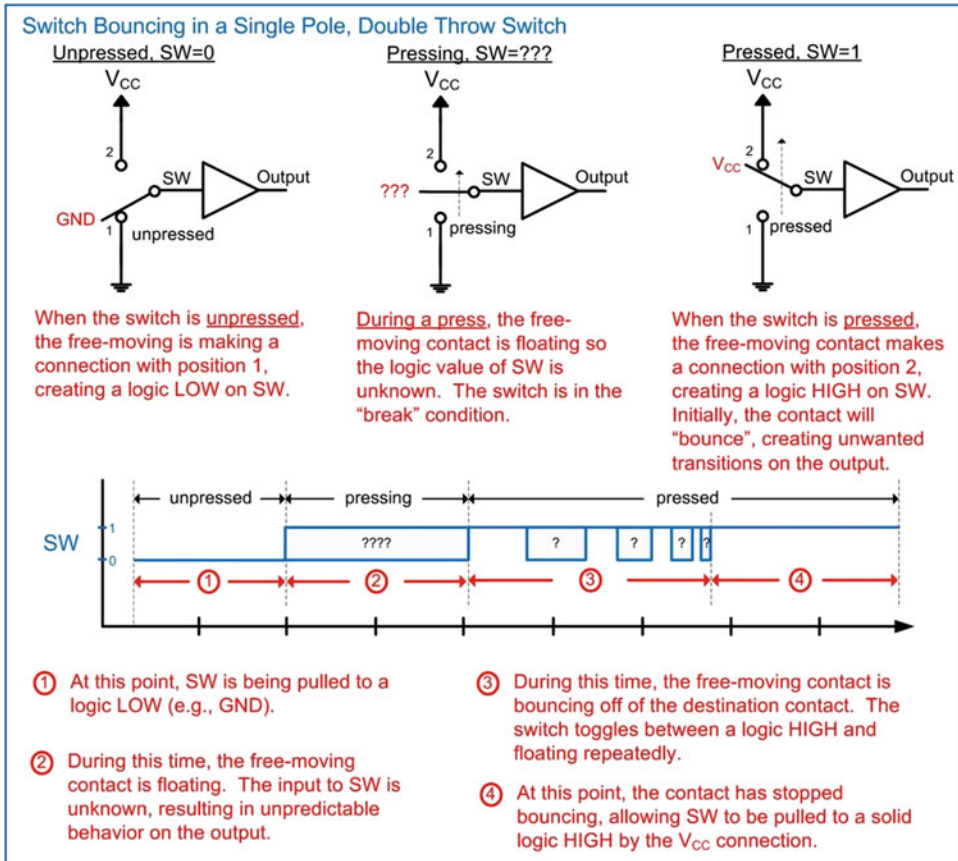 Switch Bouncing in a Single Pole, Double Throw Switch
Unpressed, SW=0
VCC
2
SW
Output
GND
1
unpressed
Pressing, SW=???
VCC
2
???
SW
Output
1
pressing
Pressed, SW=1
VCC
2
VCC
SW
Output
1
pressed
When the switch is unpressed,
the free-moving is making a
connection with position 1,
creating a logic LOW on SW.
During a press, the free-
moving contact is floating so
the logic value of SW is
unknown. The switch is in the
“break” condition.
When the switch is pressed,
the free-moving contact makes
a connection with position 2,
creating a logic HIGH on SW.
Initially, the contact will
“bounce”, creating unwanted
transitions on the output.
unpressed
pressing
pressed
SW
1
0
????
?
?
?
?
1
2
3
4
1 At this point, SW is being pulled to a
logic LOW (e.g., GND).
2 During this time, the free-moving
contact is floating. The input to SW is
unknown, resulting in unpredictable
behavior on the output.
3 During this time, the free-moving contact is
bouncing off of the destination contact. The
switch toggles between a logic HIGH and
floating repeatedly.
4 At this point, the contact has stopped
bouncing, allowing SW to be pulled to a solid
logic HIGH by the VCC connection.